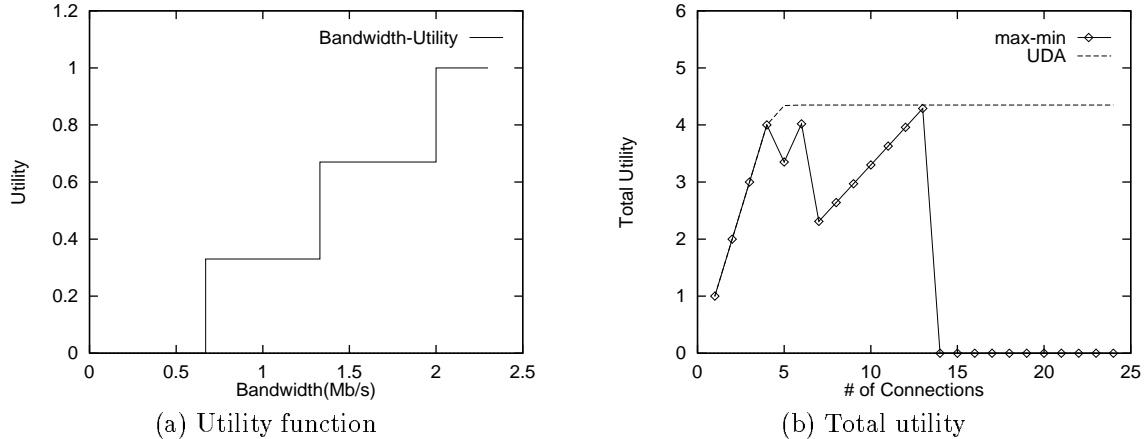 1.2
1
0.8
0.6
0.4
0.2
0
Utility
Bandwidth-Utility
0 0.5 1 1.5 2 2.5
Bandwidth(Mb/s)
(a) Utility function
6
5
4
3
2
1
0
Total Utility
max-min
UDA
0 5 10 15 20 25
# of Connections
(b) Total utility